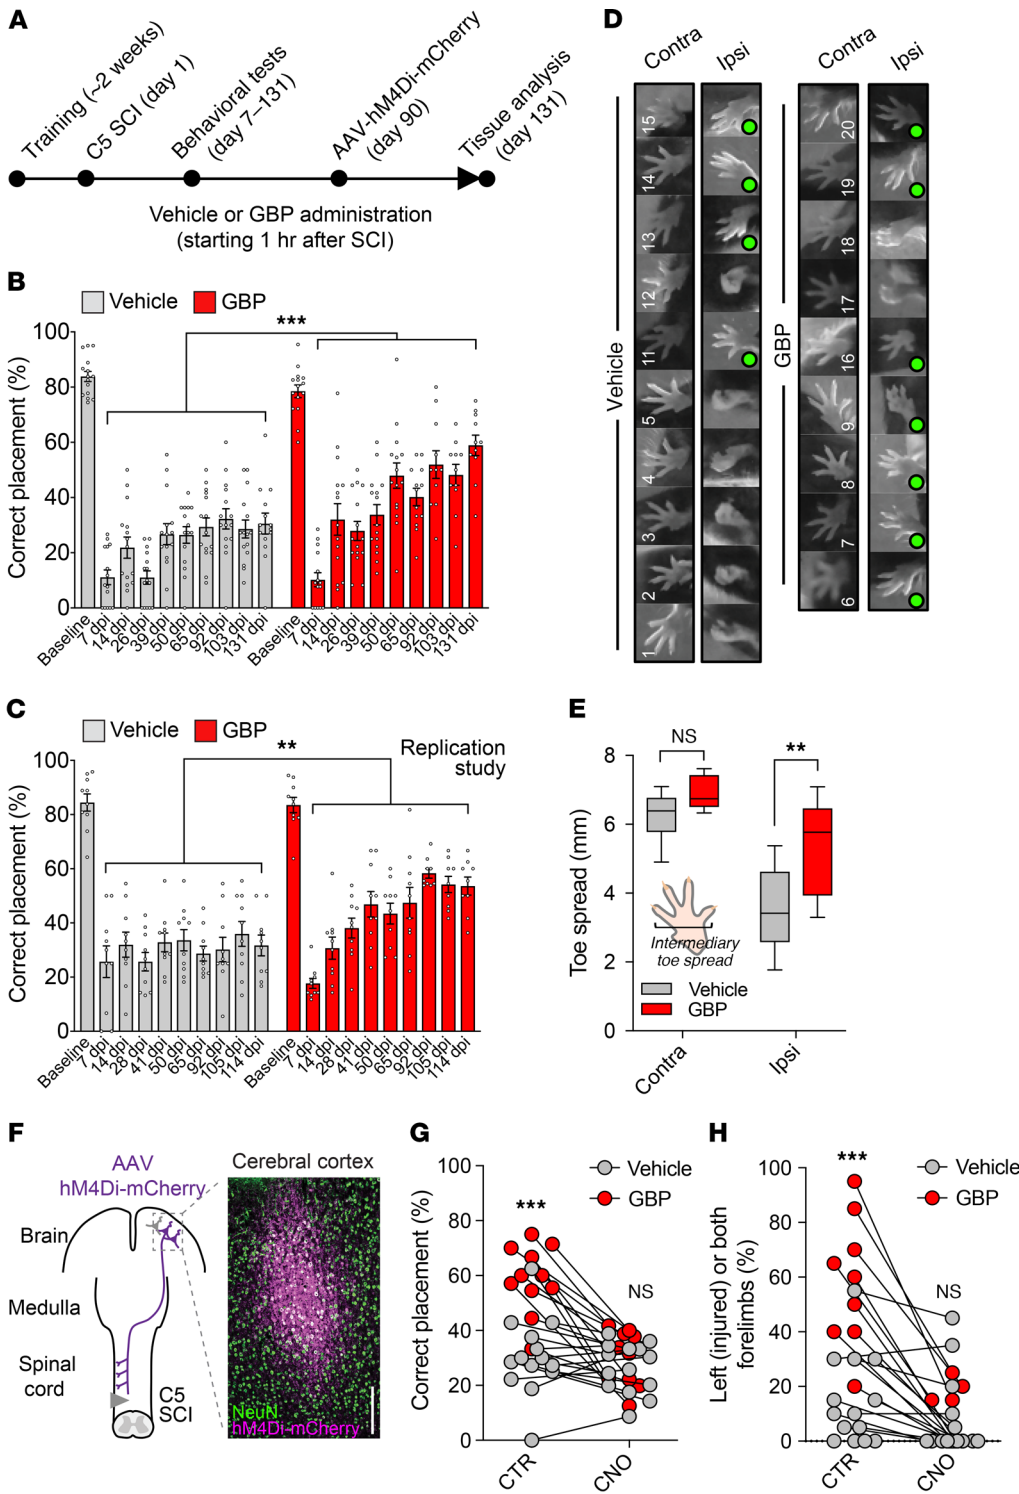 A
Training (~2 weeks)
C5 SCI (day 1)
Behavioral tests
(day 7–131)
AAV-hM4Di-mCherry
(day 90)
Tissue analysis
(day 131)
Vehicle or GBP administration
(starting 1 hr after SCI)
B
Vehicle
GBP
***
Correct placement (%)
100
80
60
40
20
0
Baseline
7 dpi
14 dpi
26 dpi
39 dpi
50 dpi
65 dpi
92 dpi
103 dpi
131 dpi
Baseline
7 dpi
14 dpi
26 dpi
39 dpi
50 dpi
65 dpi
92 dpi
103 dpi
131 dpi
C
Vehicle
GBP
**
Replication
study
Correct placement (%)
100
80
60
40
20
0
Baseline
7 dpi
14 dpi
28 dpi
41 dpi
50 dpi
65 dpi
92 dpi
105 dpi
114 dpi
Baseline
7 dpi
14 dpi
28 dpi
41 dpi
50 dpi
65 dpi
92 dpi
105 dpi
114 dpi
D
Contra
Ipsi
Contra
Ipsi
Vehicle
15
14
13
12
11
5
4
3
2
1
GBP
20
19
18
17
16
9
8
7
6
E
NS
**
Toe spread (mm)
8
6
4
2
0
Intermediary
toe spread
Vehicle
GBP
Contra
Ipsi
F
AAV
hM4Di-mCherry
Brain
Medulla
Spinal
cord
C5
SCI
Cerebral cortex
NeuN
hM4Di-mCherry
G
Vehicle
GBP
***
NS
Correct placement (%)
100
80
60
40
20
0
CTR
CNO
H
Vehicle
GBP
***
NS
Left (injured) or both
forelimbs (%)
100
80
60
40
20
0
CTR
CNO